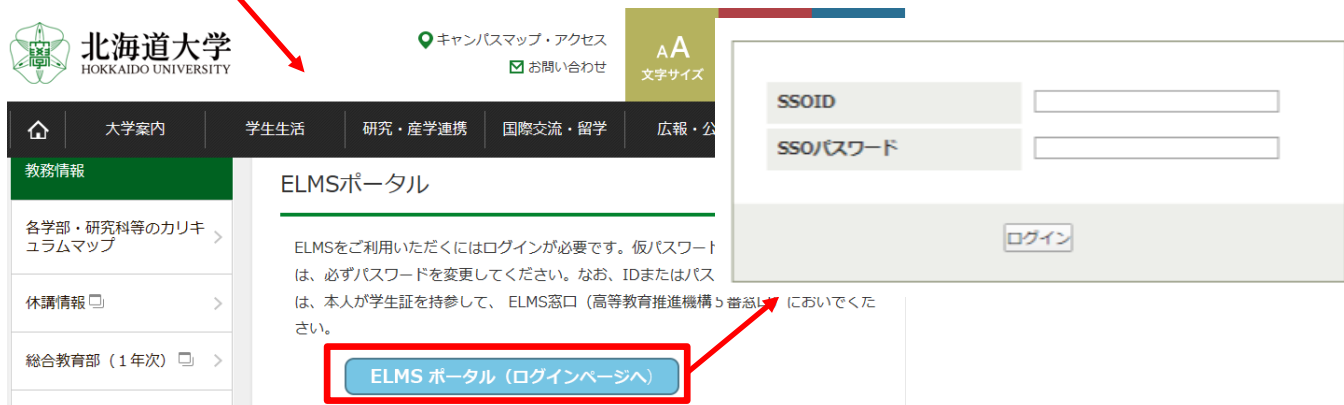 北海道大学
HOKKAIDO UNIVERSITY
キャンパスマップ・アクセス
お問い合わせ
AA
文字サイズ
大学案内
学生生活
研究・産学連携
国際交流・留学
広報・公
教務情報
各学部・研究科等のカリキ
ュラムマップ
休講情報
総合教育部（1年次）
ELMSポータル
ELMSをご利用いただくにはログインが必要です。仮パスワート
は、必ずパスワードを変更してください。なお、IDまたはパス
は、本人が学生証を持参して、 ELMS窓口（高等教育推進機構5番窓口）においでくだ
さい。
ELMS ポータル（ログインページへ）
SSOID
SSOパスワード
ログイン